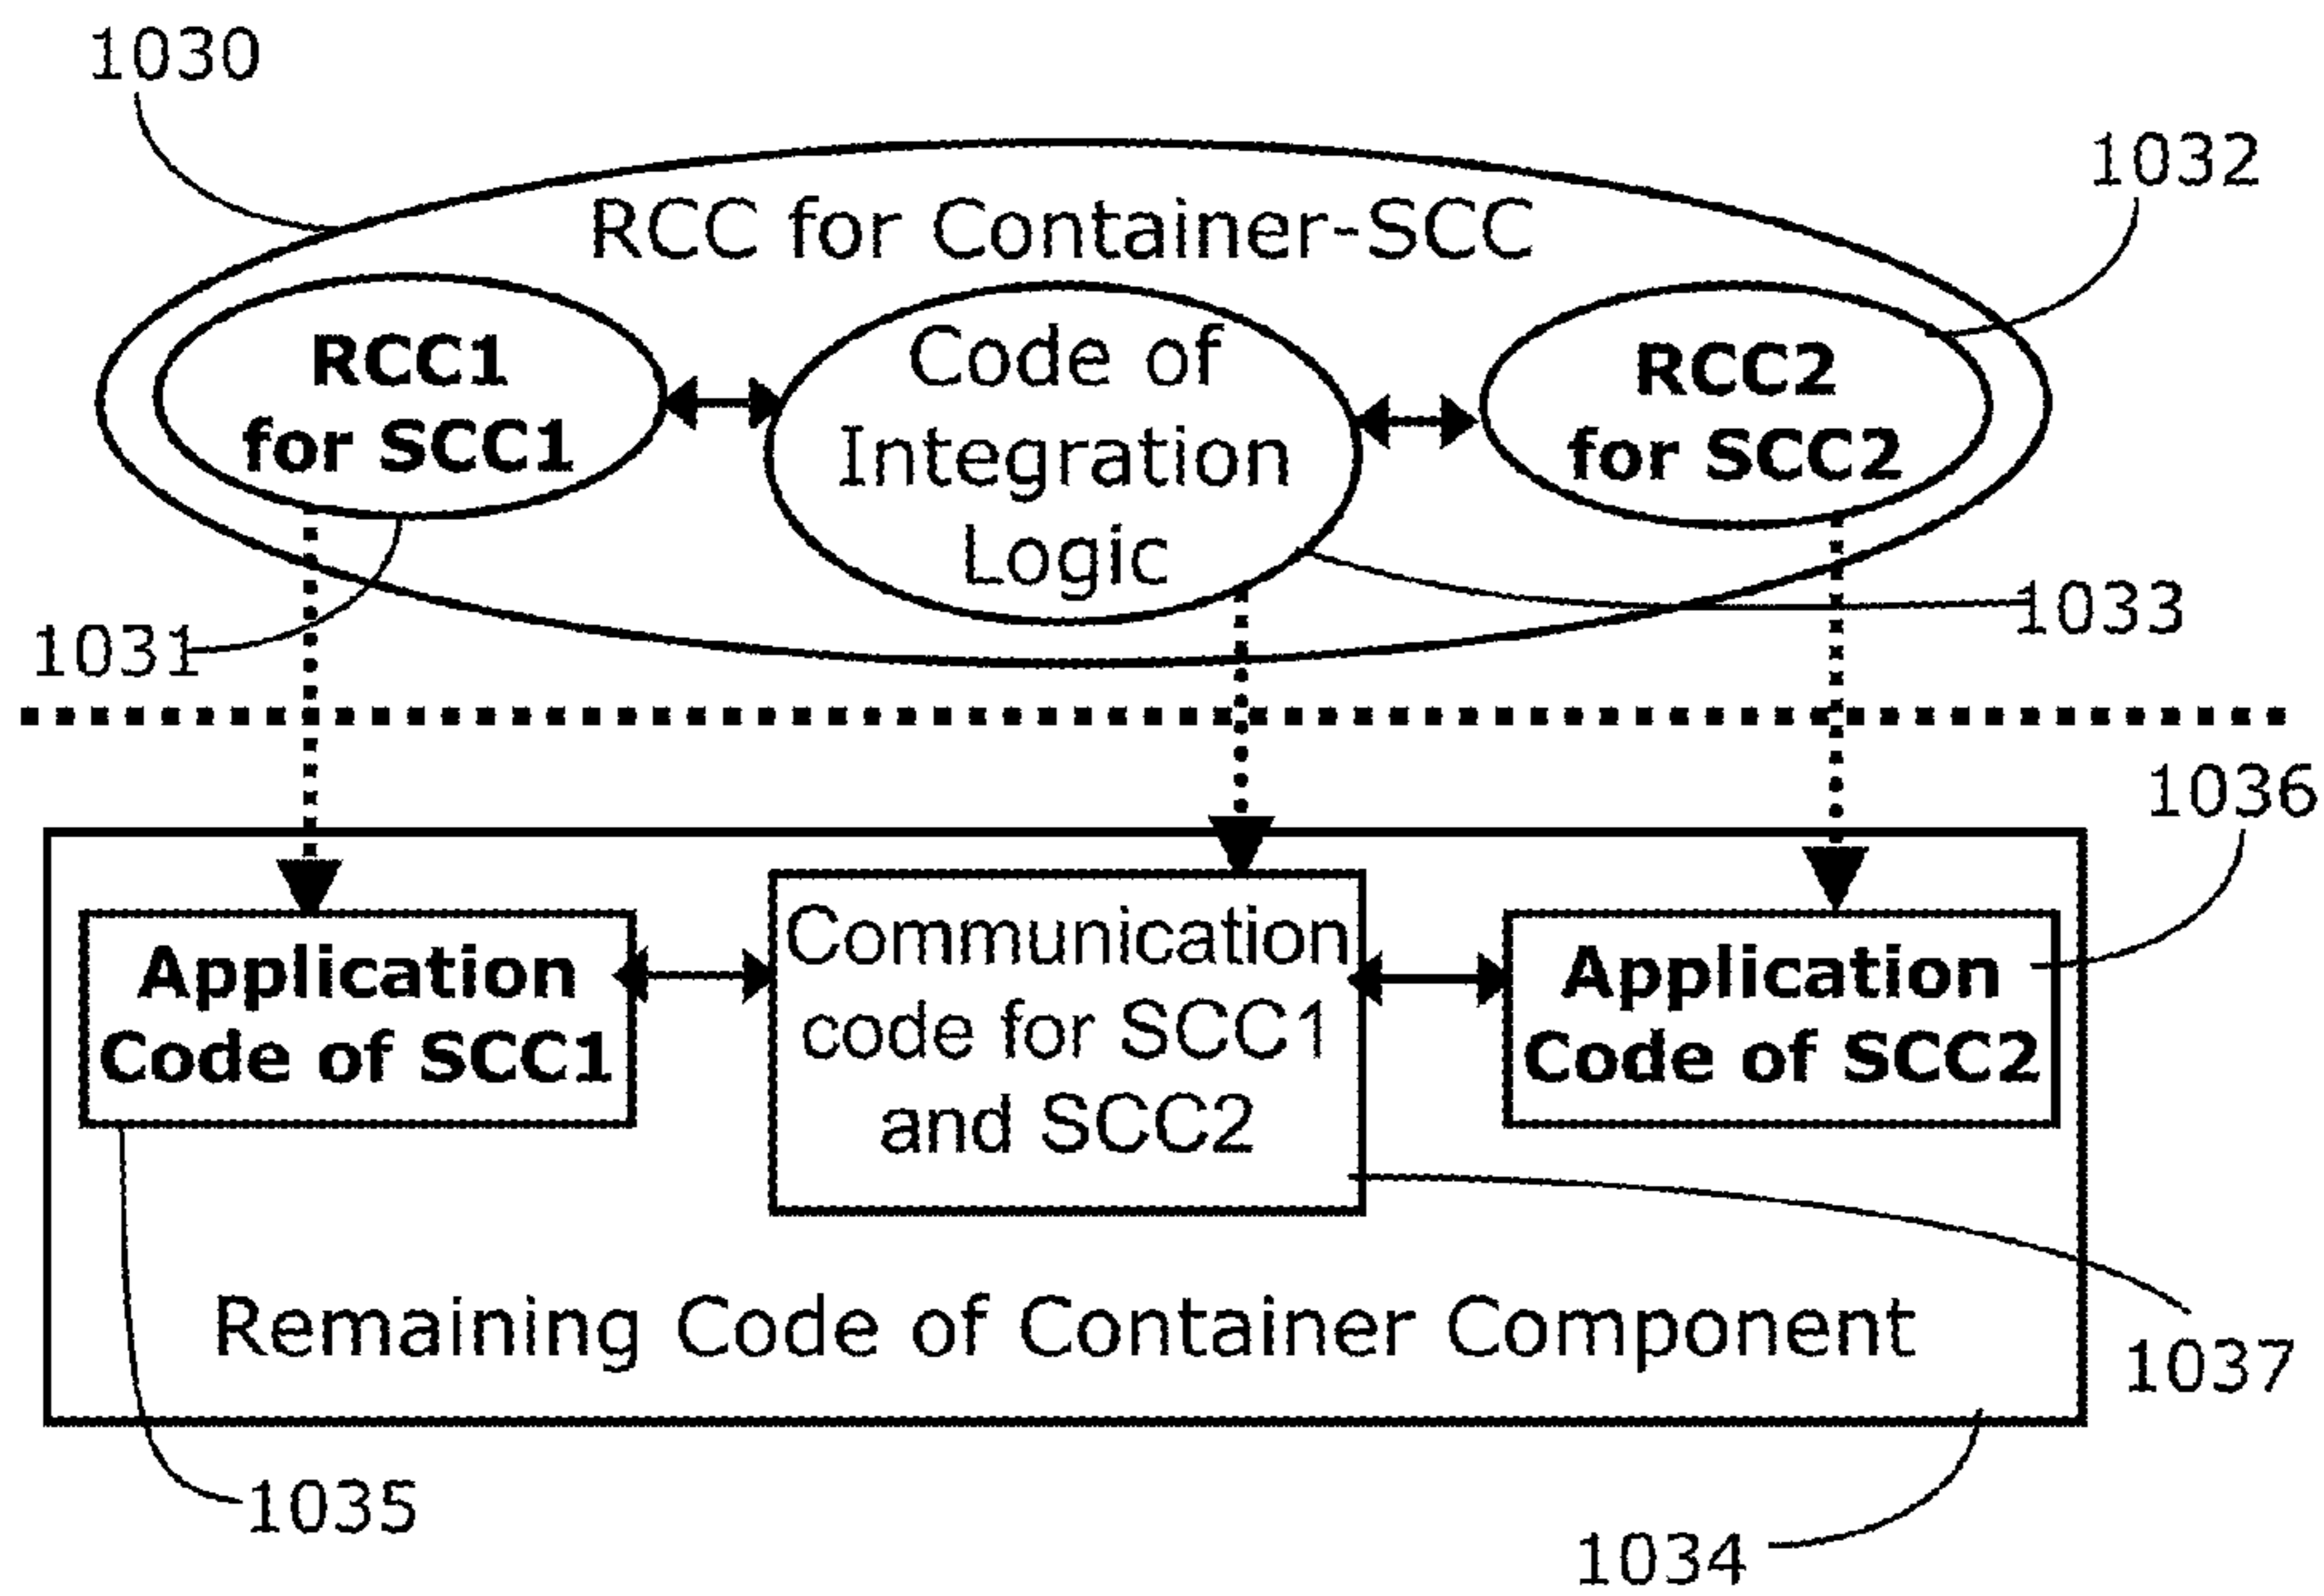 1030
1032
RCC for Container-SCC
RCC1
for SCC1
Code of
Integration
Logic
RCC2
for SCC2
1031
1033
1036
Application
Code of SCC1
Communication
code for SCC1
and SCC2
Application
Code of SCC2
Remaining Code of Container Component
1037
1035
1034